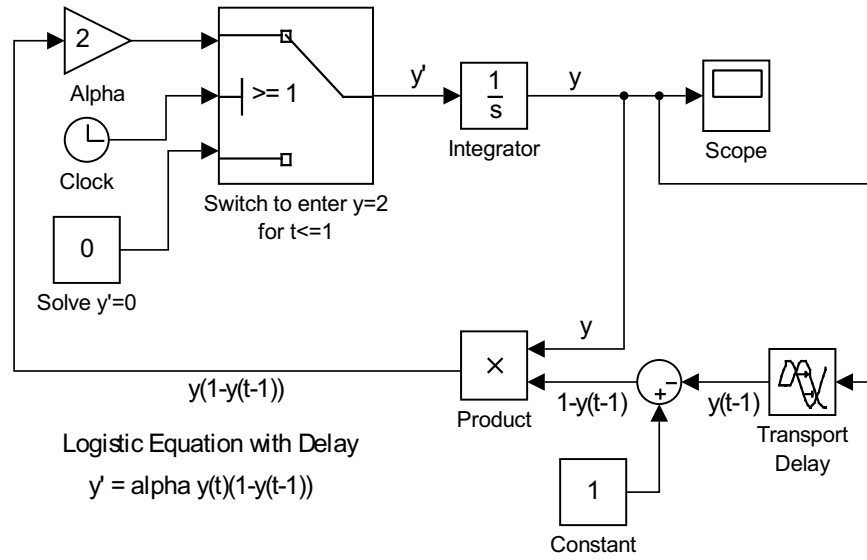 2
Alpha
Clock
>= 1
0
Solve y'=0
Switch to enter y=2
for t<=1
y'
1
s
Integrator
y
Scope
y
×
Product
y(1-y(t-1))
1-y(t-1)
+
−
y(t-1)
Transport
Delay
1
Constant
Logistic Equation with Delay
y' = alpha y(t)(1-y(t-1))